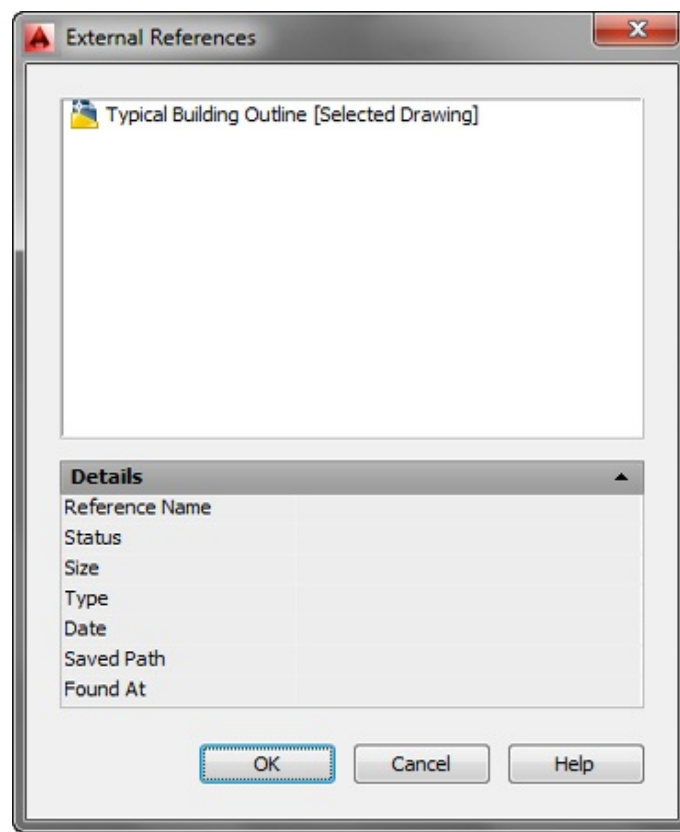 External References
Typical Building Outline [Selected Drawing]
Details
Reference Name
Status
Size
Type
Date
Saved Path
Found At
OK Cancel Help